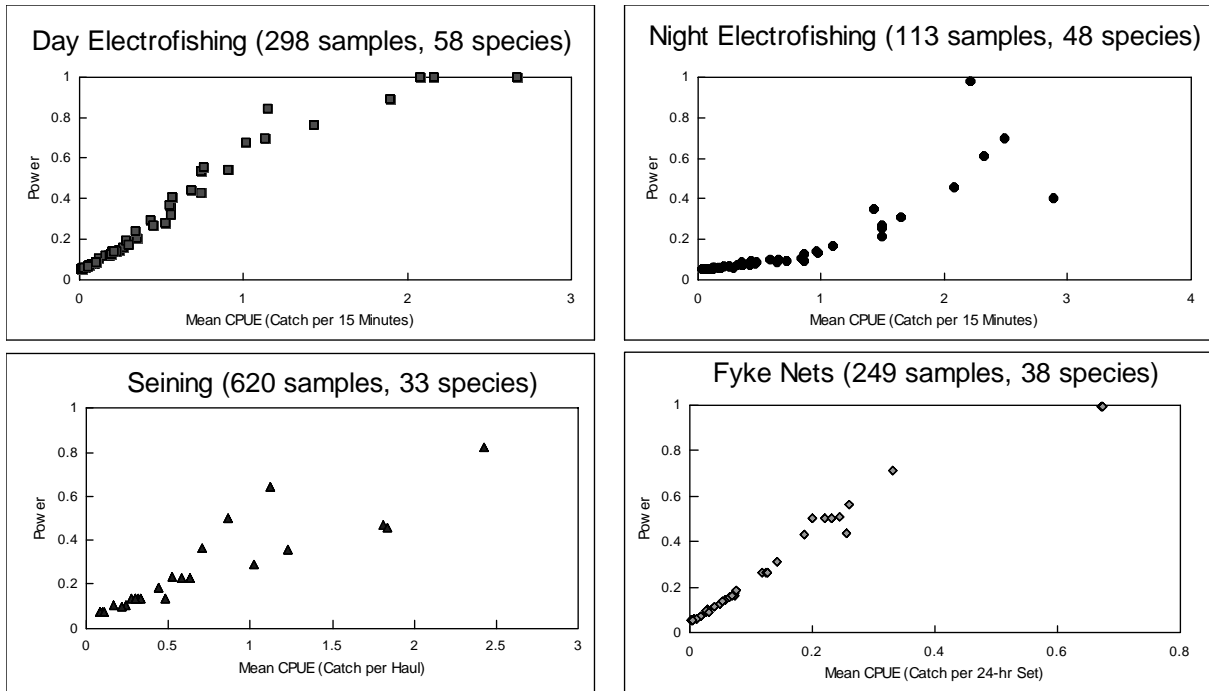 Day Electrofishing (298 samples, 58 species)
1
0.8
0.6
0.4
0.2
0
Power
0 1 2 3
Mean CPUE (Catch per 15 Minutes)
Night Electrofishing (113 samples, 48 species)
1
0.8
0.6
0.4
0.2
0
Power
0 1 2 3 4
Mean CPUE (Catch per 15 Minutes)
Seining (620 samples, 33 species)
1
0.8
0.6
0.4
0.2
0
Power
0 0.5 1 1.5 2 2.5 3
Mean CPUE (Catch per Haul)
Fyke Nets (249 samples, 38 species)
1
0.8
0.6
0.4
0.2
0
Power
0 0.2 0.4 0.6 0.8
Mean CPUE (Catch per 24-hr Set)